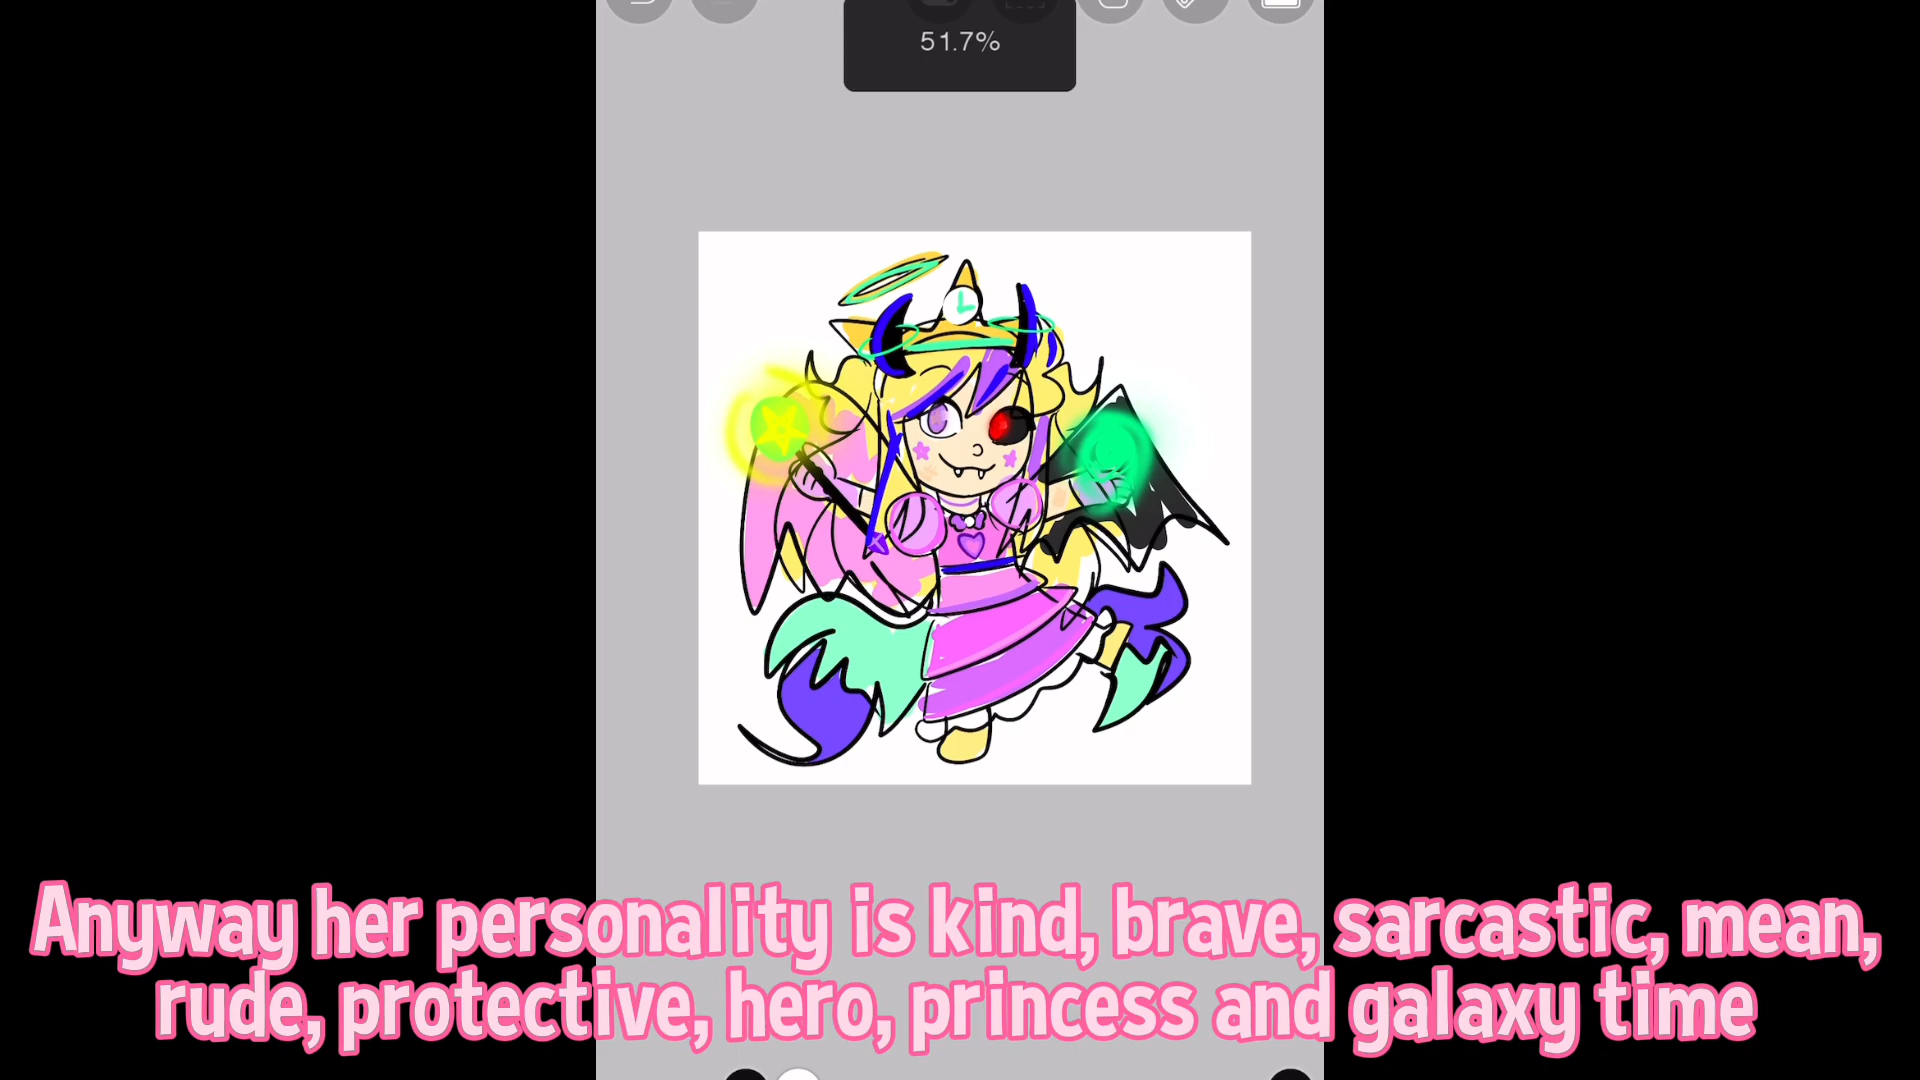 51.7%
Anyway her personality is kind, brave, sarcastic, mean,
rude, protective, hero, princess and galaxy time